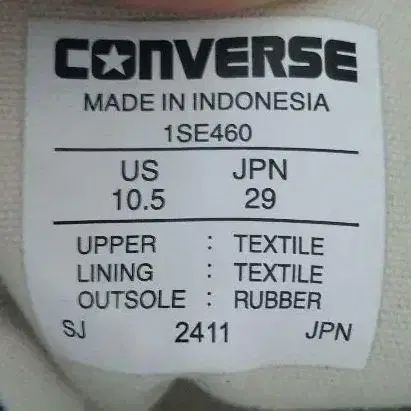 CONVERSE
MADE IN INDONESIA
1SE460
US JPN
10.5 29
UPPER : TEXTILE
LINING : TEXTILE
OUTSOLE : RUBBER
SJ 2411 JPN